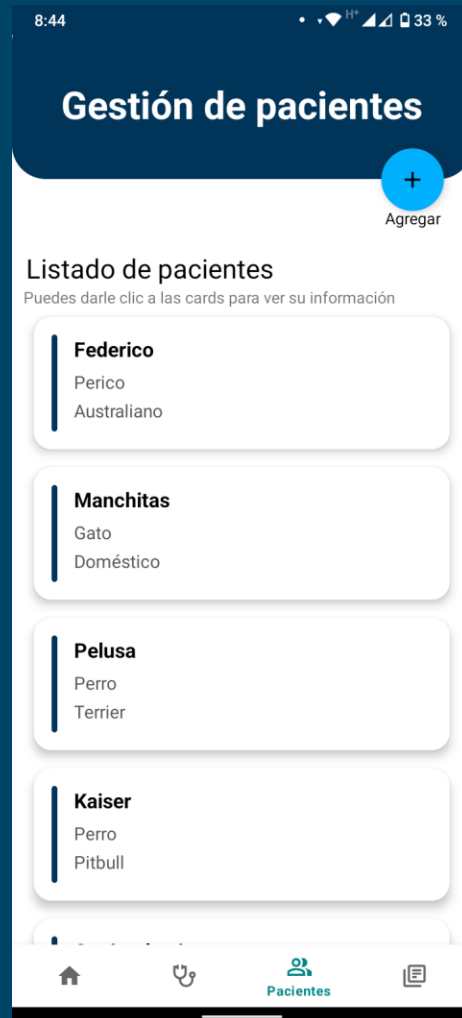 8:44
H+
33 %
Gestión de pacientes
+
Agregar
Listado de pacientes
Puedes darle clic a las cards para ver su información
Federico
Perico
Australiano
Manchitas
Gato
Doméstico
Pelusa
Perro
Terrier
Kaiser
Perro
Pitbull
Pacientes